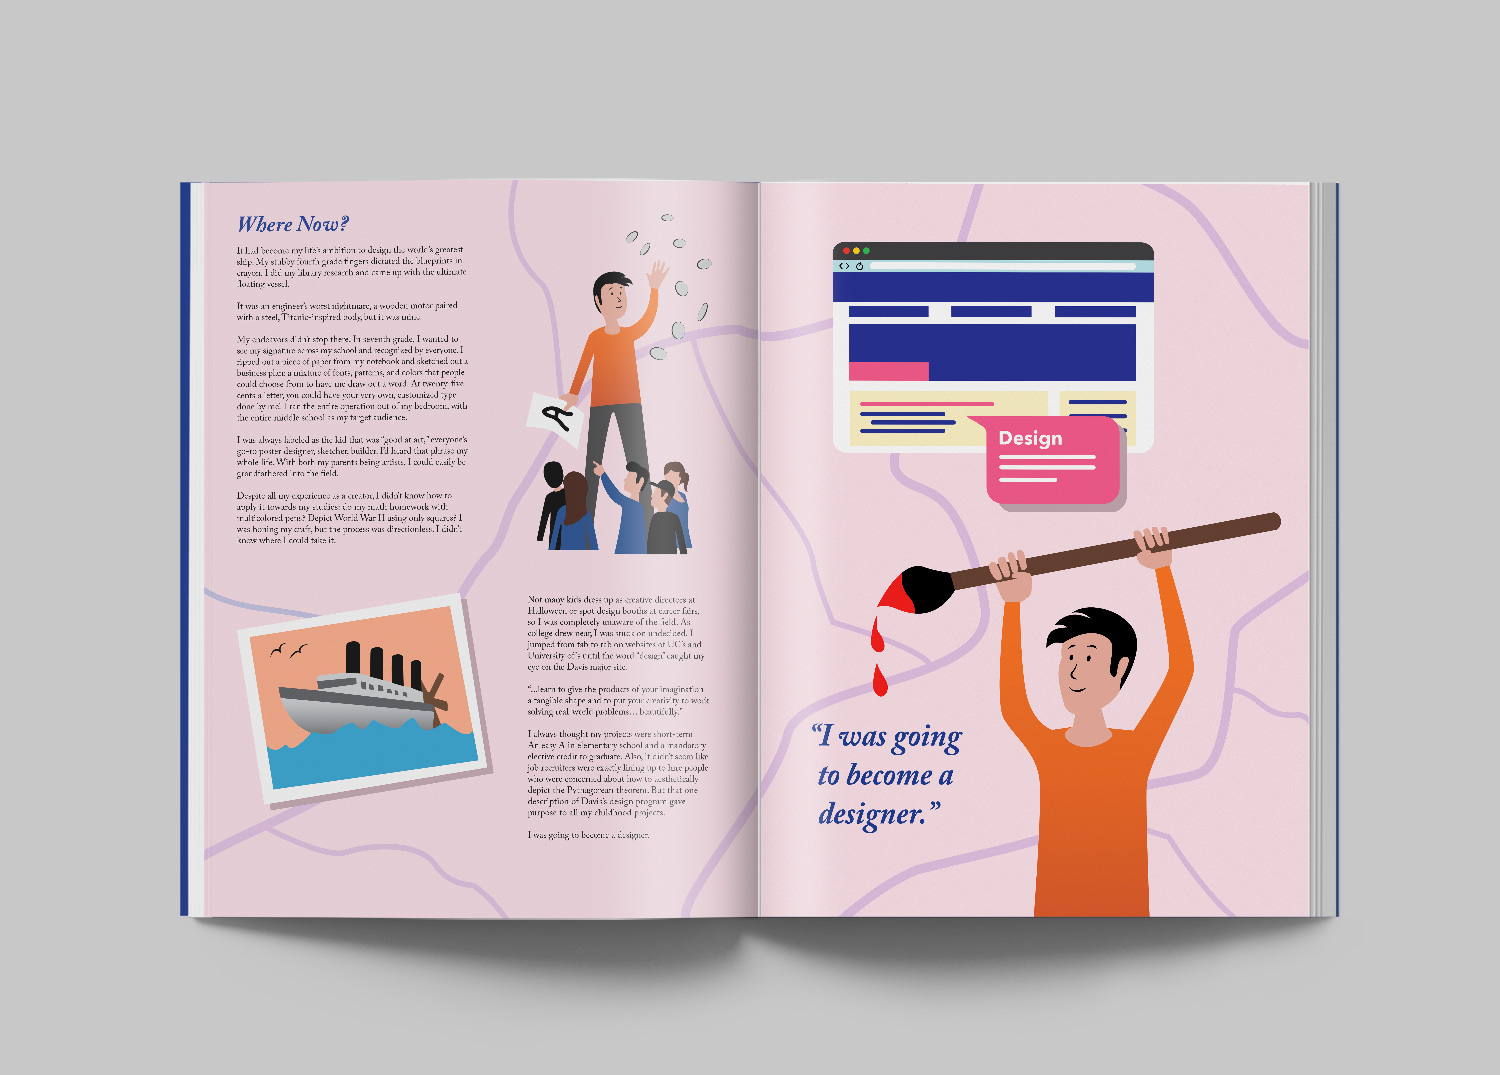 Where Now?
It had become my life's ambition to design the world's greatest
ship. My stubby fourth grade fingers dictated the blueprints in
crayon. I did my library research and came up with the ultimate
floating vessel.
It was an engineer's worst nightmare, a wooden motor paired
with a steel, Titanic-inspired body, but it was mine.
My endeavors didn't stop there. In seventh grade, I wanted to
see my signature across my school and recognized by everyone. I
ripped out a piece of paper from my notebook and sketched out a
business plan: a mixture of fonts, patterns, and colors that people
could choose from to have me draw out a word. At twenty-five
cents a letter, you could have your very own, customized type
done by me! I ran the entire operation out of my bedroom, with
the entire middle school as my target audience.
I was always labeled as the kid that was "good at art," everyone's
go-to poster designer, sketcher, builder. I'd heard that phrase my
whole life. With both my parents being artists, I could easily be
grandfathered into the field.
Despite all my experience as a creator, I didn't know how to
apply it towards my studies: do my math homework with
multicolored pens? Depict World War II using only squares? I
was honing my craft, but the process was directionless. I didn't
know where I could take it.
A
Not many kids dress up as creative directors at
Halloween or spot design booths at career fairs,
so I was completely unaware of the field. As
college drew near, I was stuck on undecided. I
jumped from tab to tab on websites of UC's and
University of's until the word "design" caught my
eye on the Davis major site.
"...learn to give the products of your imagination
a tangible shape and to put your creativity to work
solving real-world problems... beautifully."
I always thought my projects were short-term
An easy A in elementary school and a mandatory
elective credit to graduate. Also, it didn't seem like
job recruiters were exactly lining up to hire people
who were concerned about how to aesthetically
depict the Pythagorean theorem. But that one
description of Davis's design program gave
purpose to all my childhood projects.
I was going to become a designer.
Design
"I was going
to become a
designer."